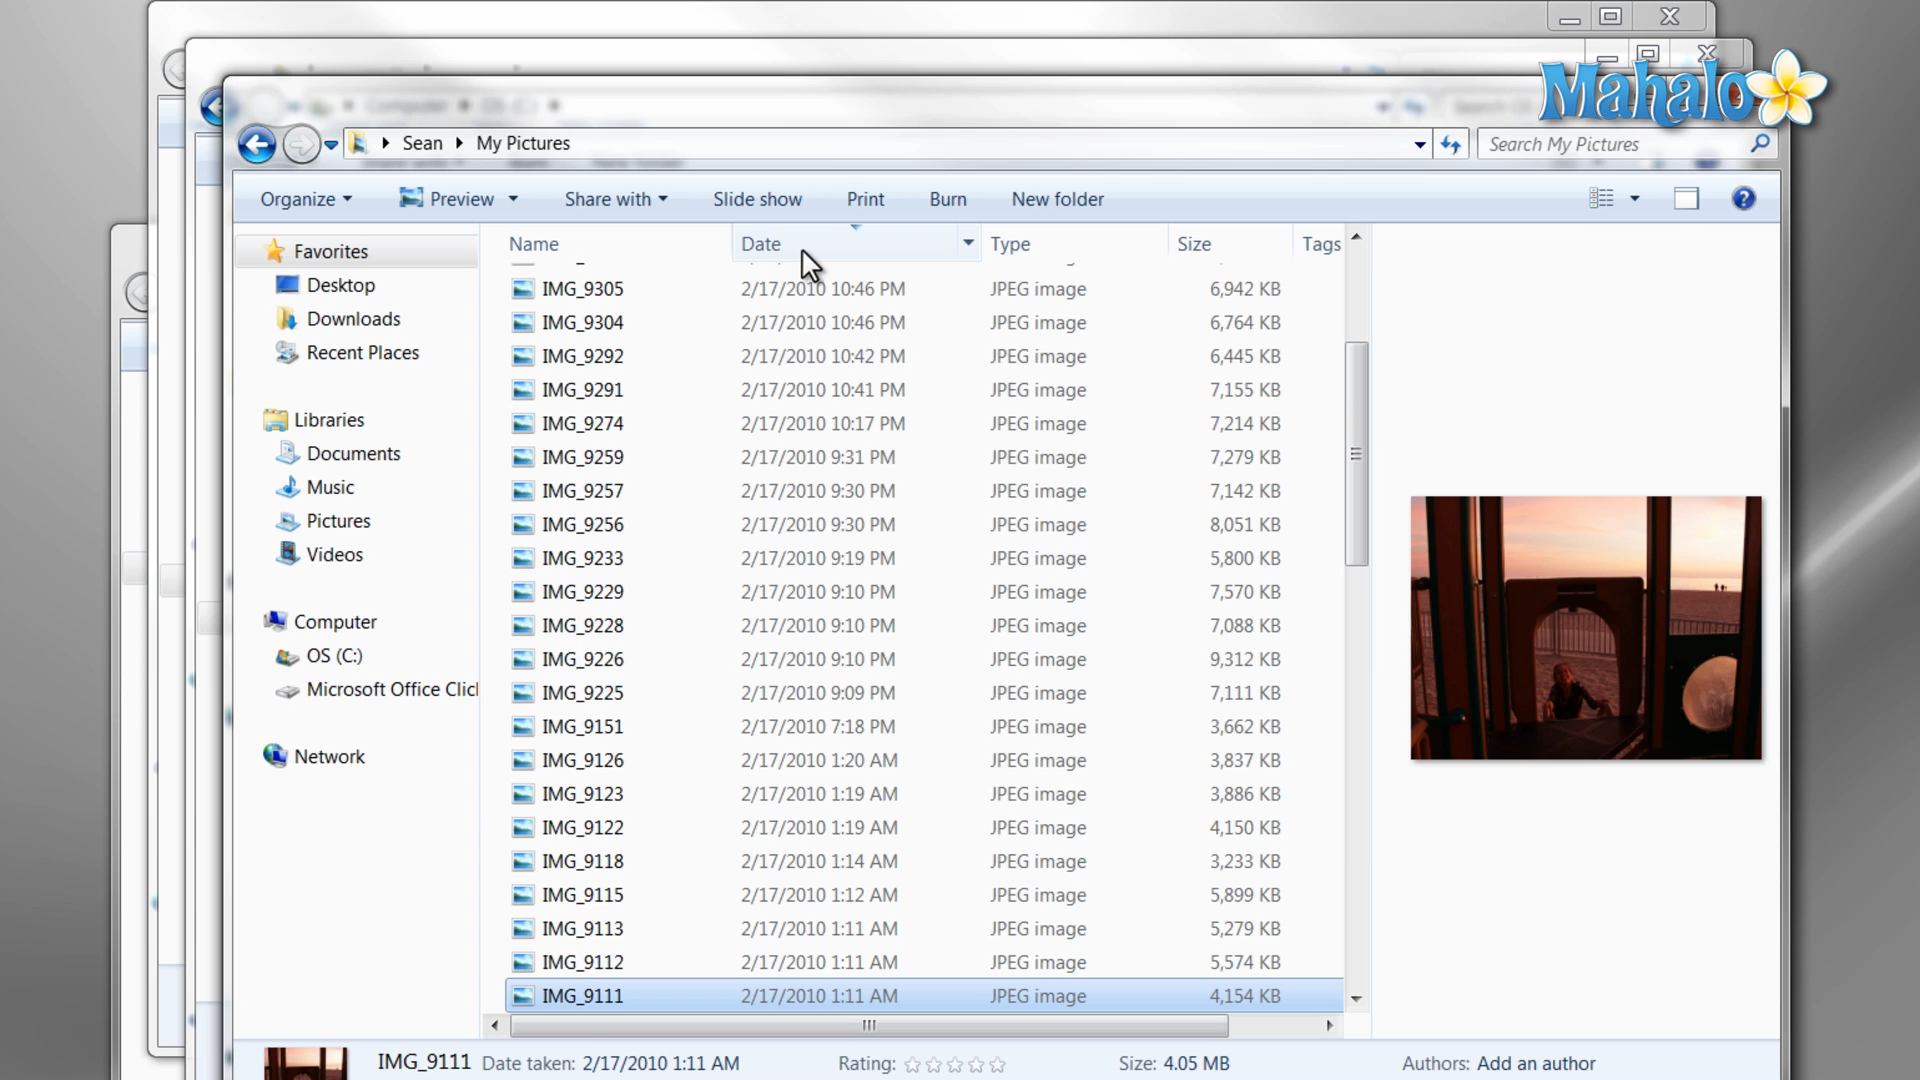 Mahalo
Sean My Pictures
Search My Pictures
Organize Preview Share with Slide show Print Burn New folder
Name Date Type Size Tags
Favorites
Desktop
Downloads
Recent Places
Libraries
Documents
Music
Pictures
Videos
Computer
OS (C:)
Microsoft Office Clic
Network
IMG_9305 2/17/2010 10:46 PM JPEG image 6,942 KB
IMG_9304 2/17/2010 10:46 PM JPEG image 6,764 KB
IMG_9292 2/17/2010 10:42 PM JPEG image 6,445 KB
IMG_9291 2/17/2010 10:41 PM JPEG image 7,155 KB
IMG_9274 2/17/2010 10:17 PM JPEG image 7,214 KB
IMG_9259 2/17/2010 9:31 PM JPEG image 7,279 KB
IMG_9257 2/17/2010 9:30 PM JPEG image 7,142 KB
IMG_9256 2/17/2010 9:30 PM JPEG image 8,051 KB
IMG_9233 2/17/2010 9:19 PM JPEG image 5,800 KB
IMG_9229 2/17/2010 9:10 PM JPEG image 7,570 KB
IMG_9228 2/17/2010 9:10 PM JPEG image 7,088 KB
IMG_9226 2/17/2010 9:10 PM JPEG image 9,312 KB
IMG_9225 2/17/2010 9:09 PM JPEG image 7,111 KB
IMG_9151 2/17/2010 7:18 PM JPEG image 3,662 KB
IMG_9126 2/17/2010 1:20 AM JPEG image 3,837 KB
IMG_9123 2/17/2010 1:19 AM JPEG image 3,886 KB
IMG_9122 2/17/2010 1:19 AM JPEG image 4,150 KB
IMG_9118 2/17/2010 1:14 AM JPEG image 3,233 KB
IMG_9115 2/17/2010 1:12 AM JPEG image 5,899 KB
IMG_9113 2/17/2010 1:11 AM JPEG image 5,279 KB
IMG_9112 2/17/2010 1:11 AM JPEG image 5,574 KB
IMG_9111 2/17/2010 1:11 AM JPEG image 4,154 KB
IMG_9111 Date taken: 2/17/2010 1:11 AM Rating: Size: 4.05 MB Authors: Add an author